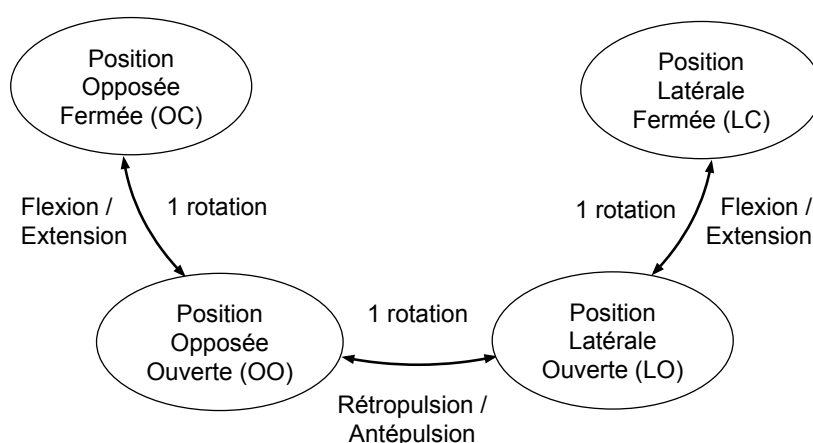 Position
Opposée
Fermée (OC)
Position
Latérale
Fermée (LC)
Flexion /
Extension
1 rotation
1 rotation
Flexion /
Extension
Position
Opposée
Ouverte (OO)
1 rotation
Position
Latérale
Ouverte (LO)
Rétropulsion /
Antépulsion